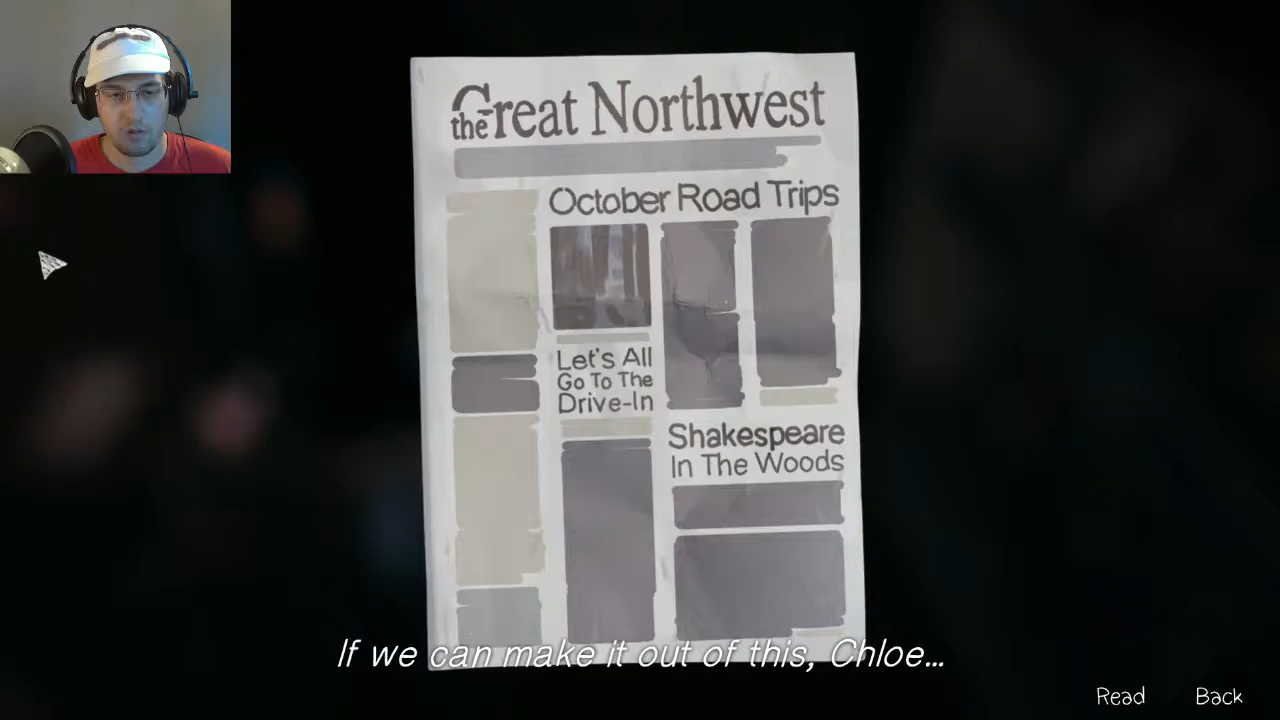 the Great Northwest
October Road Trips
Let's All
Go To The
Drive-In
Shakespeare
In The Woods
If we can make it out of this, Chloe...
Read Back